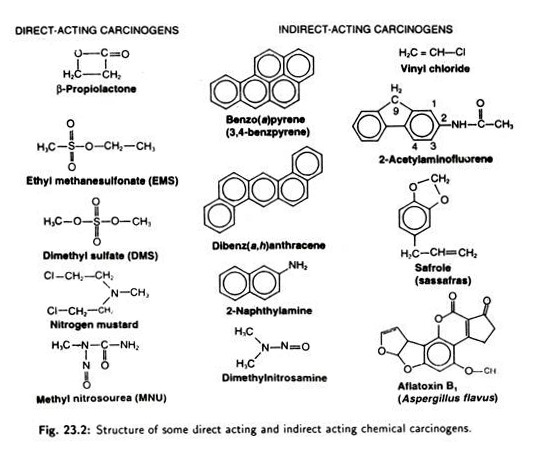 DIRECT-ACTING CARCINOGENS
O—C=O
H₂C—CH₂
β-Propiolactone
O
H₃C—S—O—CH₂—CH₃
O
Ethyl methanesulfonate (EMS)
O
H₃C—O—S—O—CH₃
O
Dimethyl sulfate (DMS)
Cl—CH₂—CH₂
N—CH₃
Cl—CH₂—CH₂
Nitrogen mustard
H₃C—N—C—NH₂
N O
O
Methyl nitrosourea (MNU)
INDIRECT-ACTING CARCINOGENS
Benzo(a)pyrene
(3,4-benzpyrene)
Dibenz(a,h)anthracene
NH₂
2-Naphthylamine
H₃C
N—N=O
H₃C
Dimethylnitrosamine
H₂C = CH—Cl
Vinyl chloride
H₂
C
9 1
2 NH—C—CH₃
O
4 3
2-Acetylaminofluorene
O—CH₂
O
H₂C—CH=CH₂
Safrole
(sassafras)
O O
O
O O O—CH
Aflatoxin B₁
(Aspergillus flavus)
Fig. 23.2: Structure of some direct acting and indirect acting chemical carcinogens.